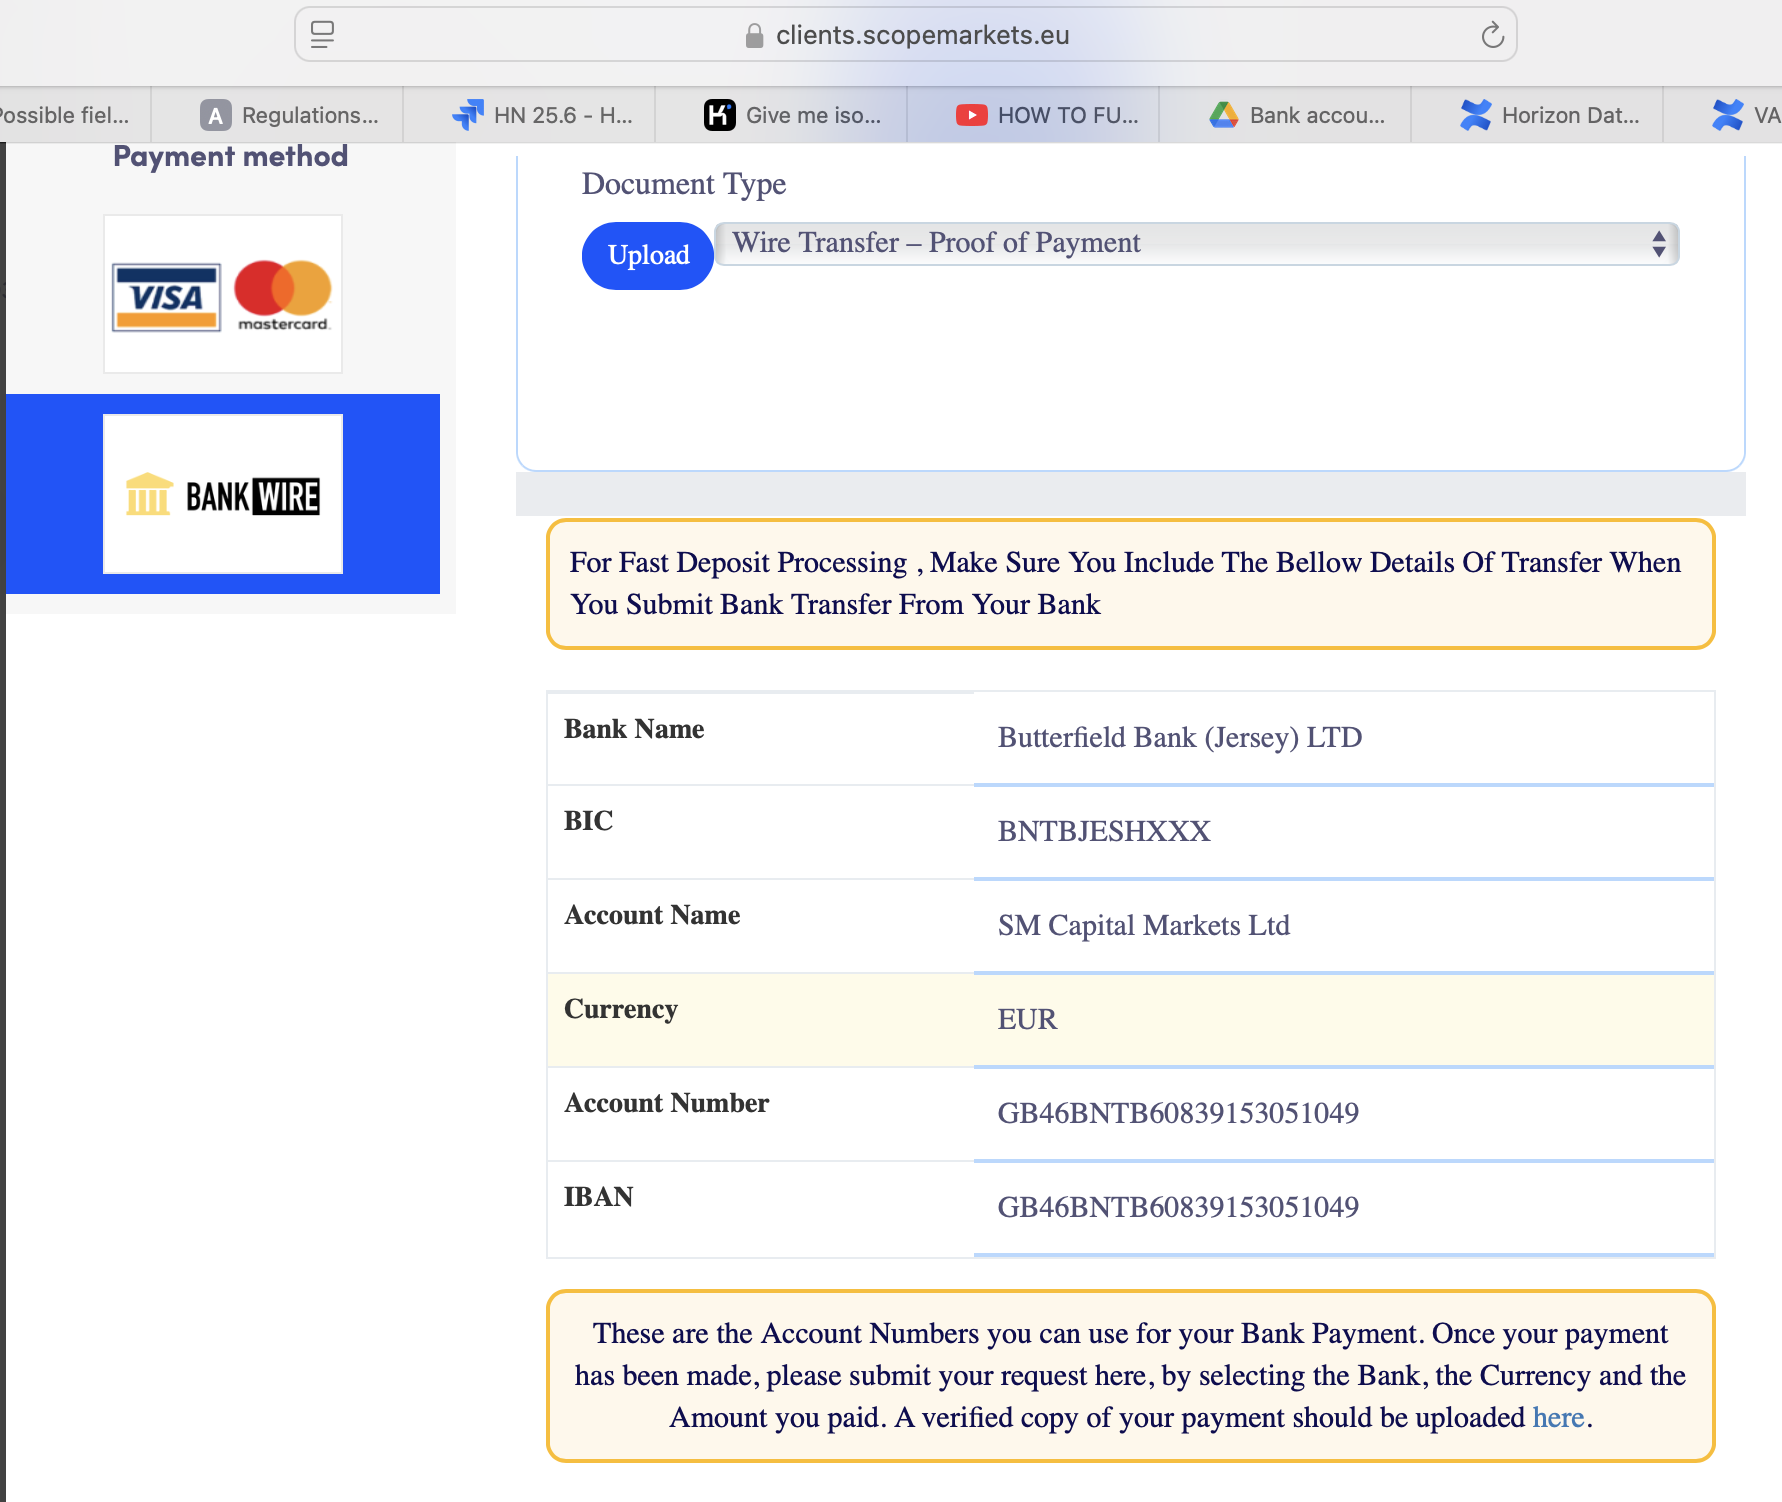 clients.scopemarkets.eu
Possible fiel...
A Regulations...
HN 25.6 - H...
K Give me iso...
HOW TO FU...
Bank accou...
Horizon Dat...
VA
Payment method
VISA
mastercard.
BANK WIRE
Document Type
Upload
Wire Transfer – Proof of Payment
For Fast Deposit Processing , Make Sure You Include The Bellow Details Of Transfer When
You Submit Bank Transfer From Your Bank
Bank Name Butterfield Bank (Jersey) LTD
BIC BNTBJESHXXX
Account Name SM Capital Markets Ltd
Currency EUR
Account Number GB46BNTB60839153051049
IBAN GB46BNTB60839153051049
These are the Account Numbers you can use for your Bank Payment. Once your payment
has been made, please submit your request here, by selecting the Bank, the Currency and the
Amount you paid. A verified copy of your payment should be uploaded here.